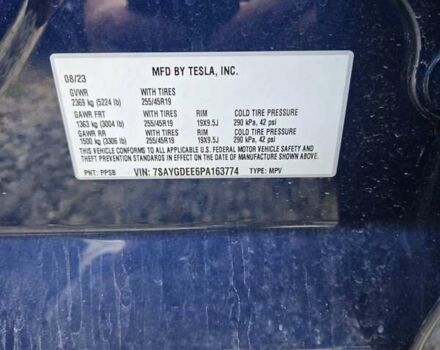 08/23 MFD BY TESLA, INC.
GVWR WITH TIRES
2369 kg (5224 lb) 255/45R19
GAWR FRT WITH TIRES RIM COLD TIRE PRESSURE
1363 kg (3004 lb) 255/45R19 19X9.5J 290 kPa, 42 psi
GAWR RR WITH TIRES RIM COLD TIRE PRESSURE
1500 kg (3306 lb) 255/45R19 19X9.5J 290 kPa, 42 psi
THIS VEHICLE CONFORMS TO ALL APPLICABLE U.S. FEDERAL MOTOR VEHICLE SAFETY AND
THEFT PREVENTION STANDARDS IN EFFECT ON THE DATE OF MANUFACTURE SHOWN ABOVE.
PNT: PPSB VIN: 7SAYGDEE6PA163774 TYPE: MPV